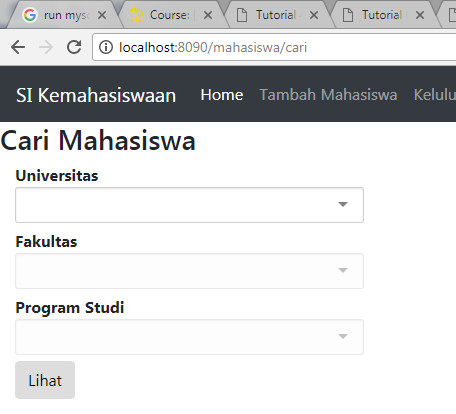 run mys
Course:
Tutorial
Tutorial
localhost:8090/mahasiswa/cari
SI Kemahasiswaan Home Tambah Mahasiswa Kelulu
Cari Mahasiswa
Universitas
Fakultas
Program Studi
Lihat